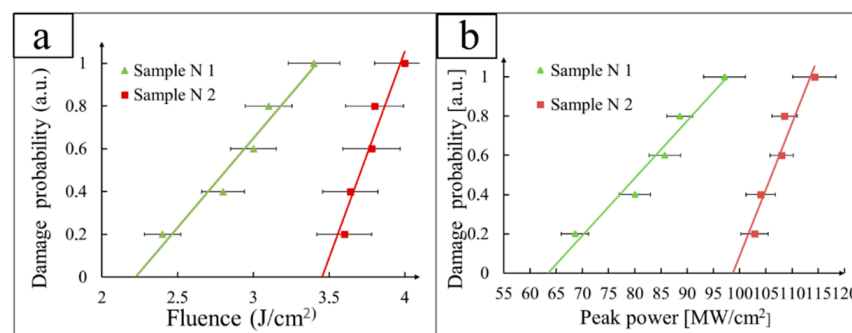 a
Damage probability (a.u.)
1
0.8
0.6
0.4
0.2
0
Sample N 1
Sample N 2
2
2.5
3
3.5
4
Fluence (J/cm²)
b
Damage probability [a.u.]
1
0.8
0.6
0.4
0.2
0
Sample N 1
Sample N 2
55 60 65 70 75 80 85 90 95 100 105 110 115 120
Peak power [MW/cm²]